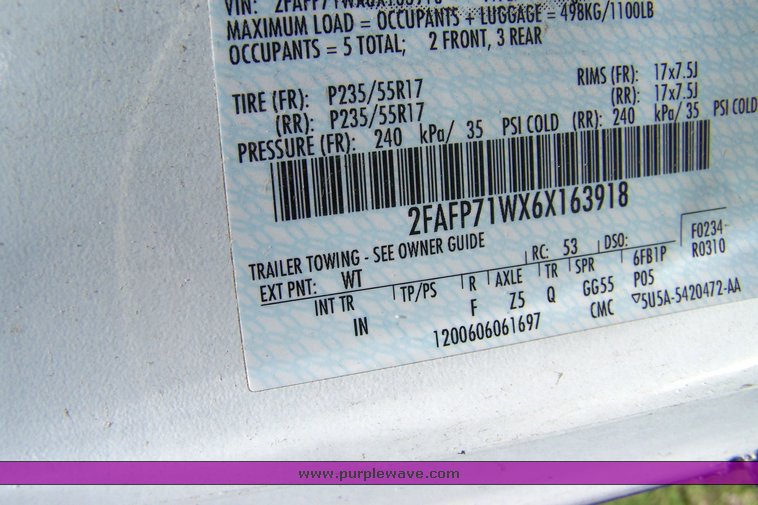 VIN: 2FAFP71WX6X163918
MAXIMUM LOAD = OCCUPANTS + LUGGAGE = 498KG/1100LB
OCCUPANTS = 5 TOTAL; 2 FRONT, 3 REAR
TIRE (FR): P235/55R17 RIMS (FR): 17x7.5J
(RR): P235/55R17 (RR): 17x7.5J
PRESSURE (FR): 240 kPa/ 35 PSI COLD (RR): 240 kPa/ 35 PSI COLD
2FAFP71WX6X163918
TRAILER TOWING - SEE OWNER GUIDE
EXT PNT: WT RC: 53 DSO: F0234-
INT TR TP/PS R AXLE TR SPR 6FB1P R0310
IN F Z5 Q GG55 P05
1200606061697 CMC ▽5U5A-5420472-AA
www.purplewave.com